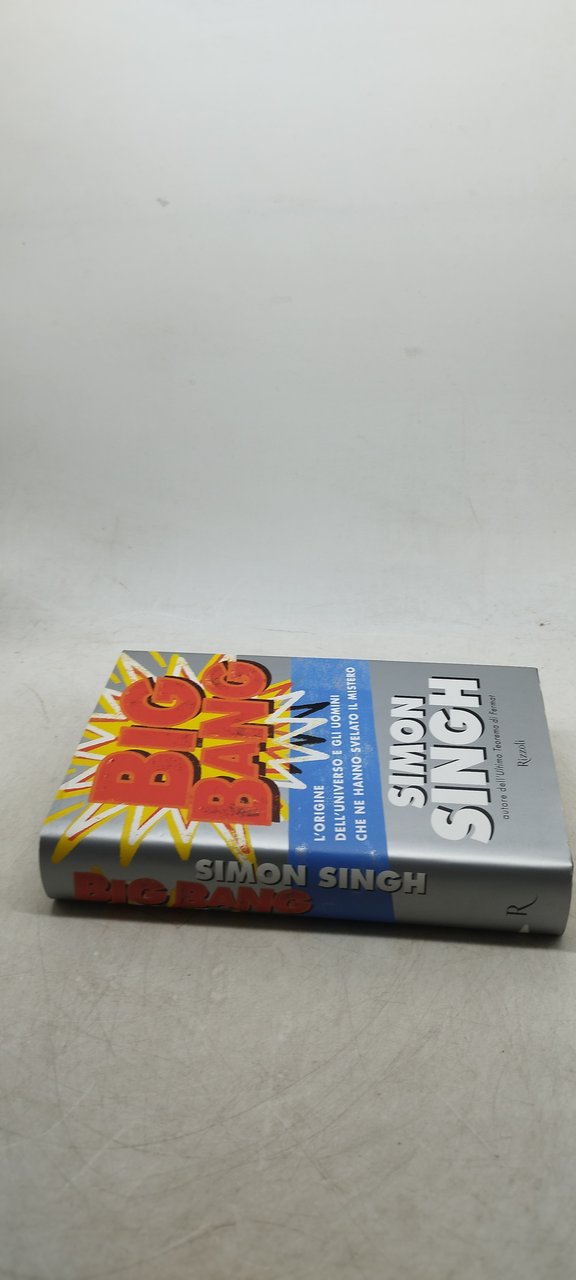 BIG
BANG
L'ORIGINE
DELL'UNIVERSO E GLI UOMINI
CHE NE HANNO SVELATO IL MISTERO
SIMON
SINGH
autore dell'Ultimo Teorema di Fermat
Rizzoli
SIMON SINGH
BIG BANG
R